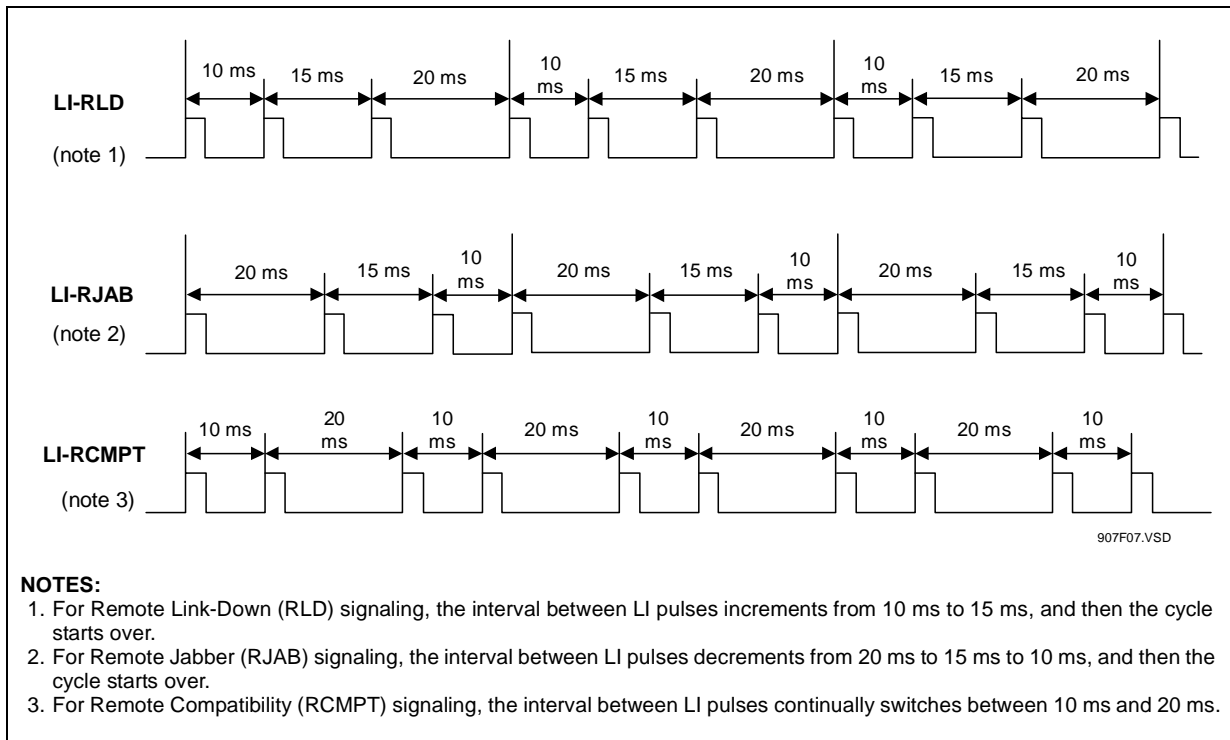 10 ms 15 ms 20 ms 10 ms 15 ms 20 ms 10 ms 15 ms 20 ms
LI-RLD
(note 1)
20 ms 15 ms 10 ms 20 ms 15 ms 10 ms 20 ms 15 ms 10 ms
LI-RJAB
(note 2)
10 ms 20 ms 10 ms 20 ms 10 ms 20 ms 10 ms 20 ms 10 ms
LI-RCMPT
(note 3)
907F07.VSD
NOTES:
1. For Remote Link-Down (RLD) signaling, the interval between LI pulses increments from 10 ms to 15 ms, and then the cycle
starts over.
2. For Remote Jabber (RJAB) signaling, the interval between LI pulses decrements from 20 ms to 15 ms to 10 ms, and then the
cycle starts over.
3. For Remote Compatibility (RCMPT) signaling, the interval between LI pulses continually switches between 10 ms and 20 ms.